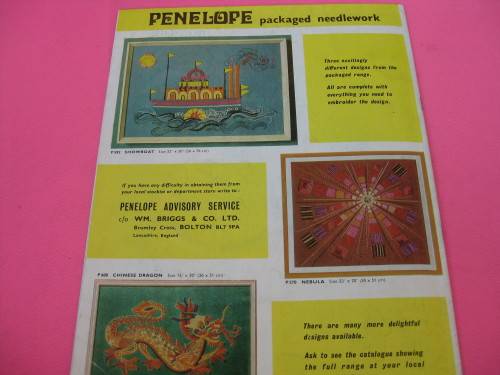 PENELOPE packaged needlework
Three excitingly
different designs from the
packaged range.
All are complete with
everything you need to
embroider the design.
SHOWBOAT
If you have any difficulty in obtaining them from
your local stockist or department store write to :
PENELOPE ADVISORY SERVICE
c/o WM. BRIGGS & CO. LTD.
Bromley Cross, BOLTON BL7 9PA
Lancashire, England
CHINESE DRAGON
NEBULA
There are many more delightful
designs available.
Ask to see the catalogue showing
the full range at your local